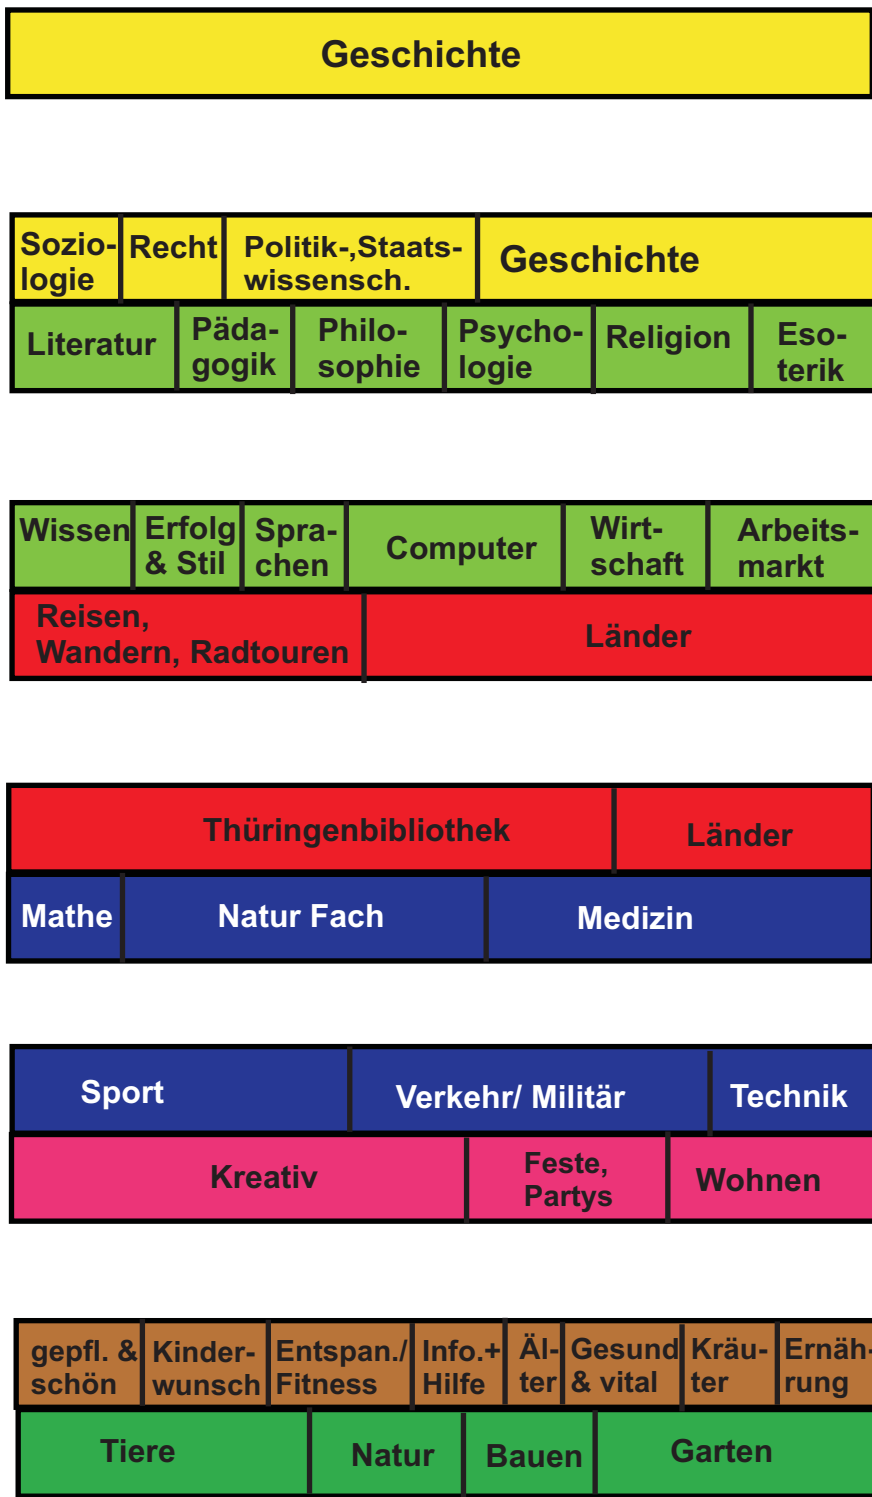 Geschichte
Sozio-
logie
Recht
Politik-,Staats-
wissensch.
Geschichte
Literatur
Päda-
gogik
Philo-
sophie
Psycho-
logie
Religion
Eso-
terik
Wissen
Erfolg
& Stil
Spra-
chen
Computer
Wirt-
schaft
Arbeits-
markt
Reisen,
Wandern, Radtouren
Länder
Thüringenbibliothek
Länder
Mathe
Natur Fach
Medizin
Sport
Verkehr/ Militär
Technik
Kreativ
Feste,
Partys
Wohnen
gepfl. &
schön
Kinder-
wunsch
Entspan./
Fitness
Info.+
Hilfe
Äl-
ter
Gesund
& vital
Kräu-
ter
Ernäh-
rung
Tiere
Natur
Bauen
Garten